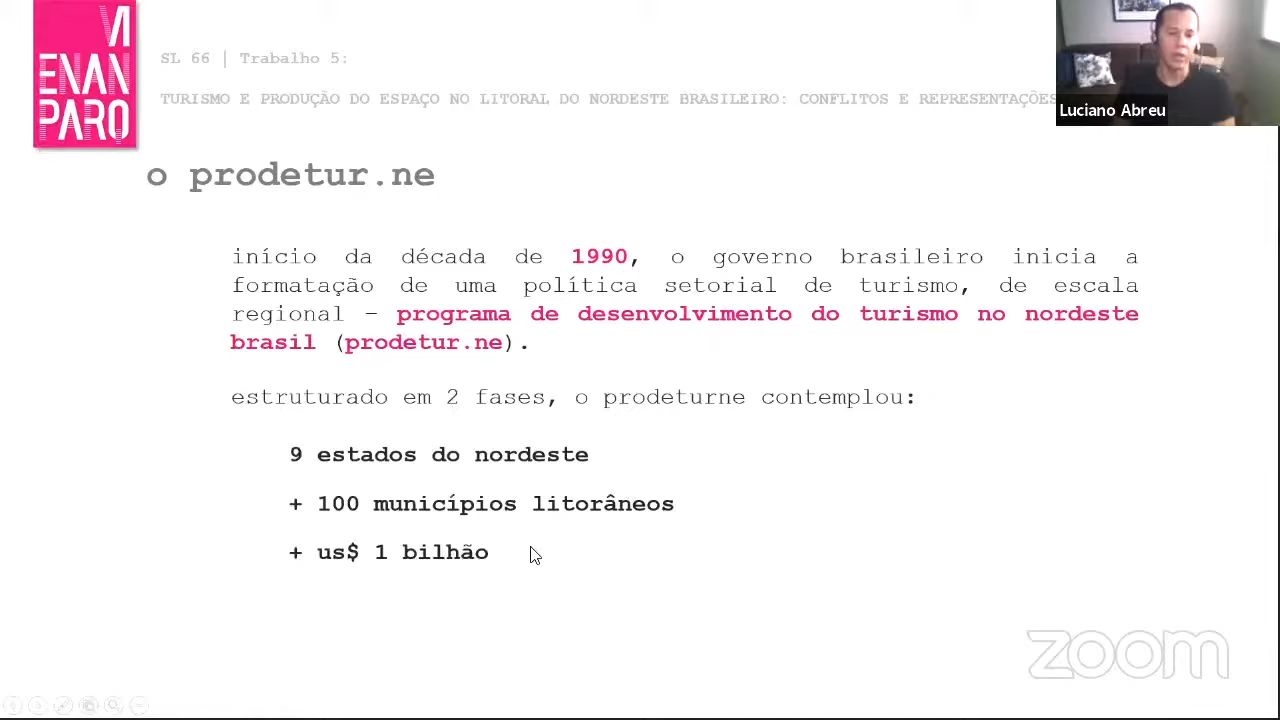 VI
ENAN
PARQ
SL 66 | Trabalho 5:
TURISMO E PRODUÇÃO DO ESPAÇO NO LITORAL DO NORDESTE BRASILEIRO: CONFLITOS E REPRESENTAÇÕES
Luciano Abreu
o prodetur.ne
início da década de 1990, o governo brasileiro inicia a
formatação de uma política setorial de turismo, de escala
regional – programa de desenvolvimento do turismo no nordeste
brasil (prodetur.ne).
estruturado em 2 fases, o prodeturne contemplou:
9 estados do nordeste
+ 100 municípios litorâneos
+ us$ 1 bilhão
zoom